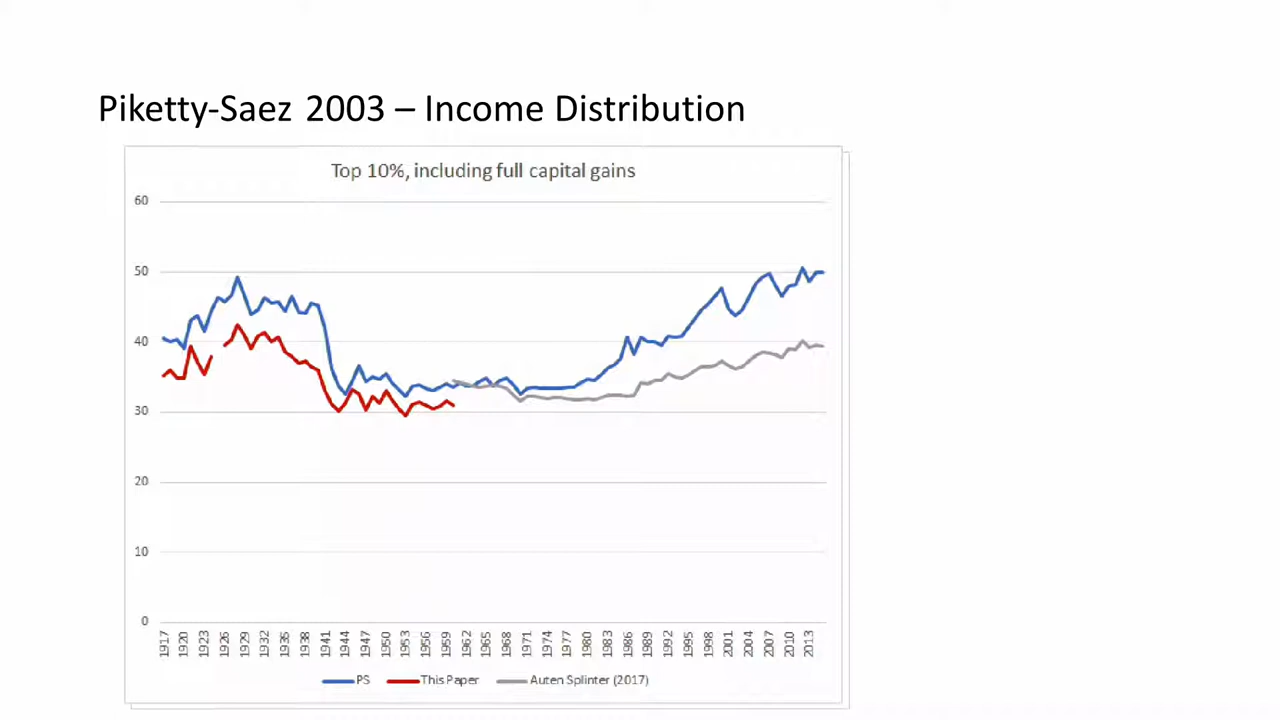 Piketty-Saez 2003 – Income Distribution
Top 10%, including full capital gains
60
50
40
30
20
10
0
1917 1920 1923 1926 1929 1932 1935 1938 1941 1944 1947 1950 1953 1956 1959 1962 1965 1968 1971 1974 1977 1980 1983 1986 1989 1992 1995 1998 2001 2004 2007 2010 2013
PS This Paper Auten Splinter (2017)